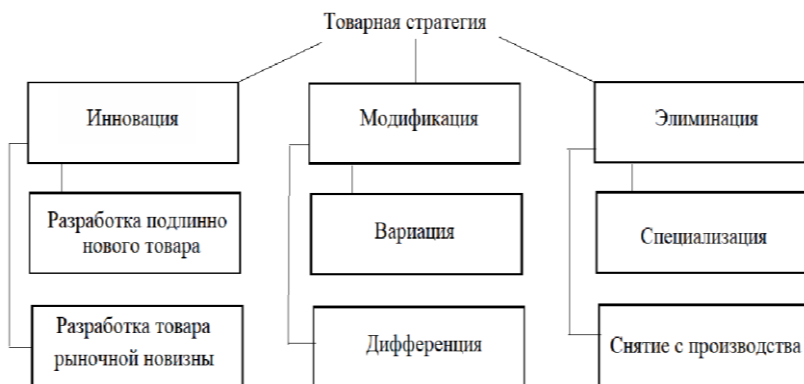 Товарная стратегия
Инновация
Модификация
Элиминация
Разработка подлинно
нового товара
Вариация
Специализация
Разработка товара
рыночной новизны
Дифференция
Снятие с производства